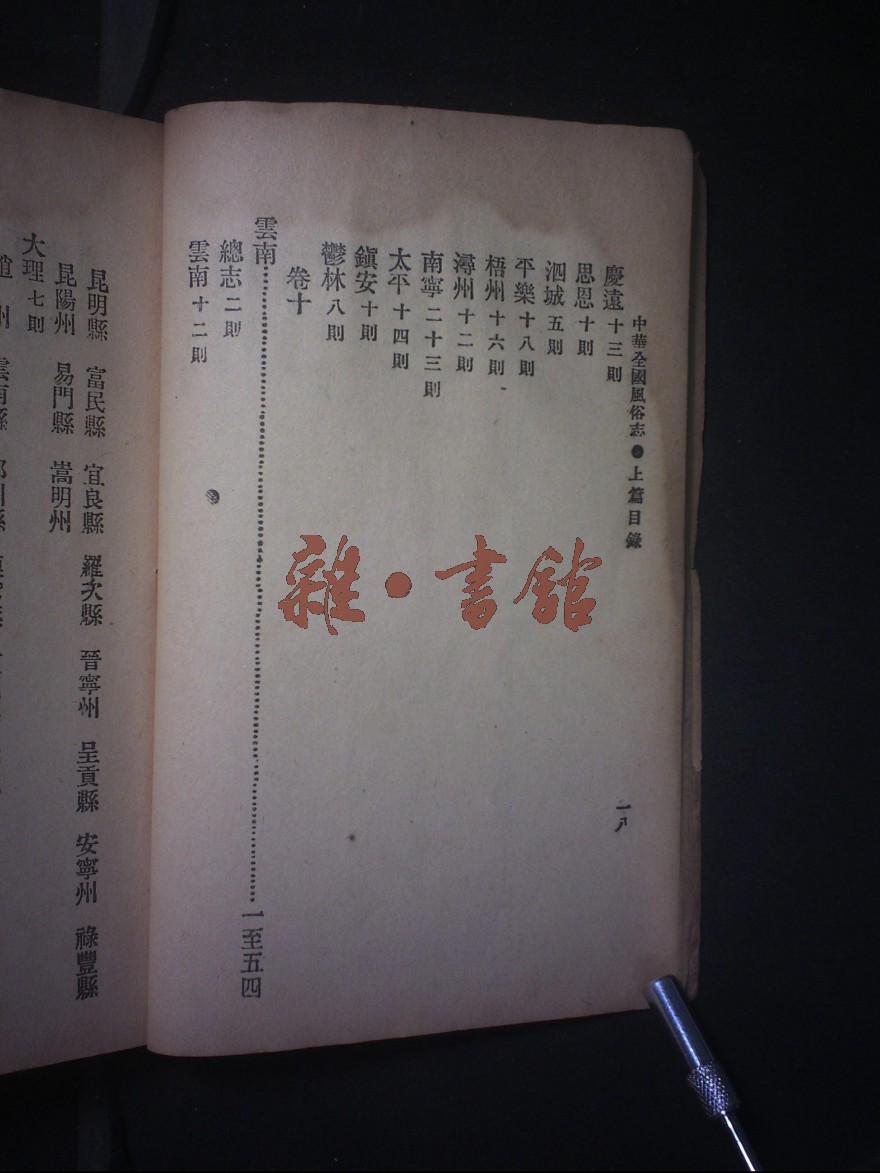 中華全國風俗志●上篇目錄
一八
慶遠十三則
思恩十則
泗城五則
平樂十八則
梧州十六則
潯州十二則
南寧二十三則
太平十四則
鎮安十則
鬱林八則
卷十
雲南……一至五四
總志二則
雲南十二則
昆明縣 富民縣 宜良縣 羅次縣 晉寧州 呈貢縣 安寧州 祿豐縣
昆陽州 易門縣 嵩明州
大理七則
雲南縣
雜•書館